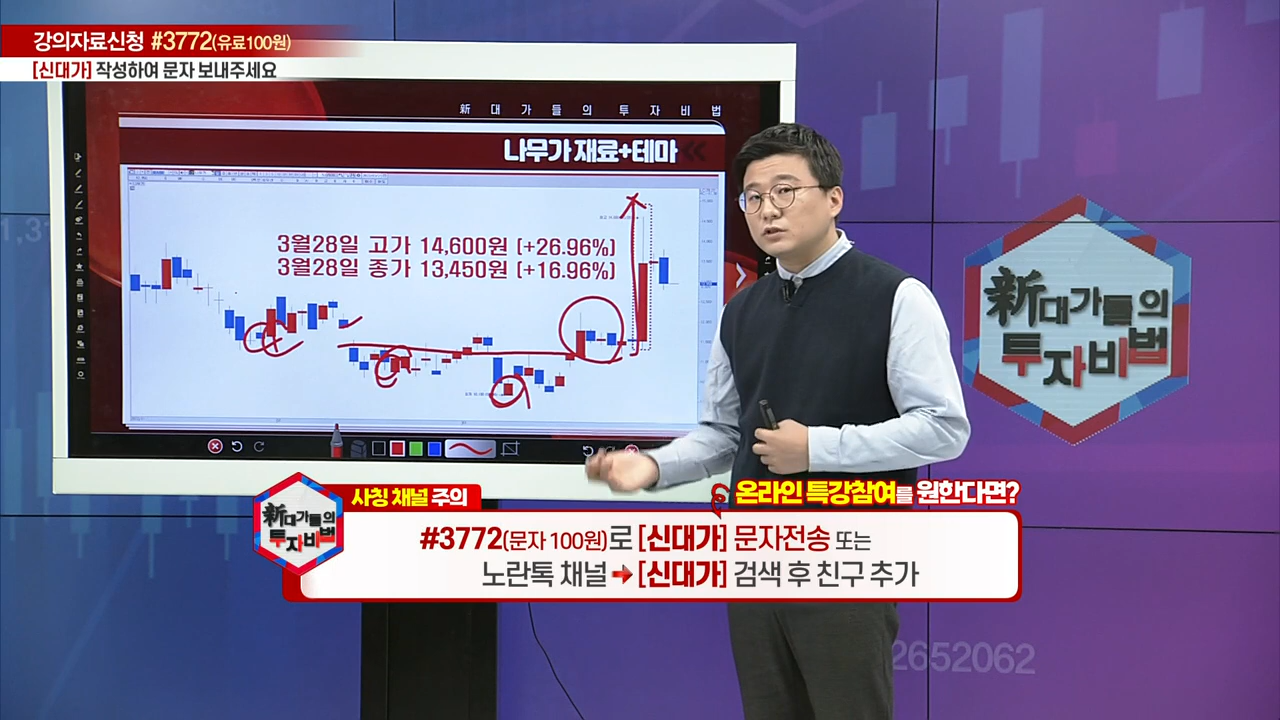 강의자료신청 #3772(유료100원)
[신대가] 작성하여 문자 보내주세요
新대가들의 투자비법
나무가 재료+테마
3월28일 고가 14,600원 (+26.96%)
3월28일 종가 13,450원 (+16.96%)
新대가들의
투자비법
사칭 채널 주의
온라인 특강참여를 원한다면?
新대가들의
투자비법
#3772(문자 100원)로 [신대가] 문자전송 또는
노란톡 채널 → [신대가] 검색 후 친구 추가
2652062